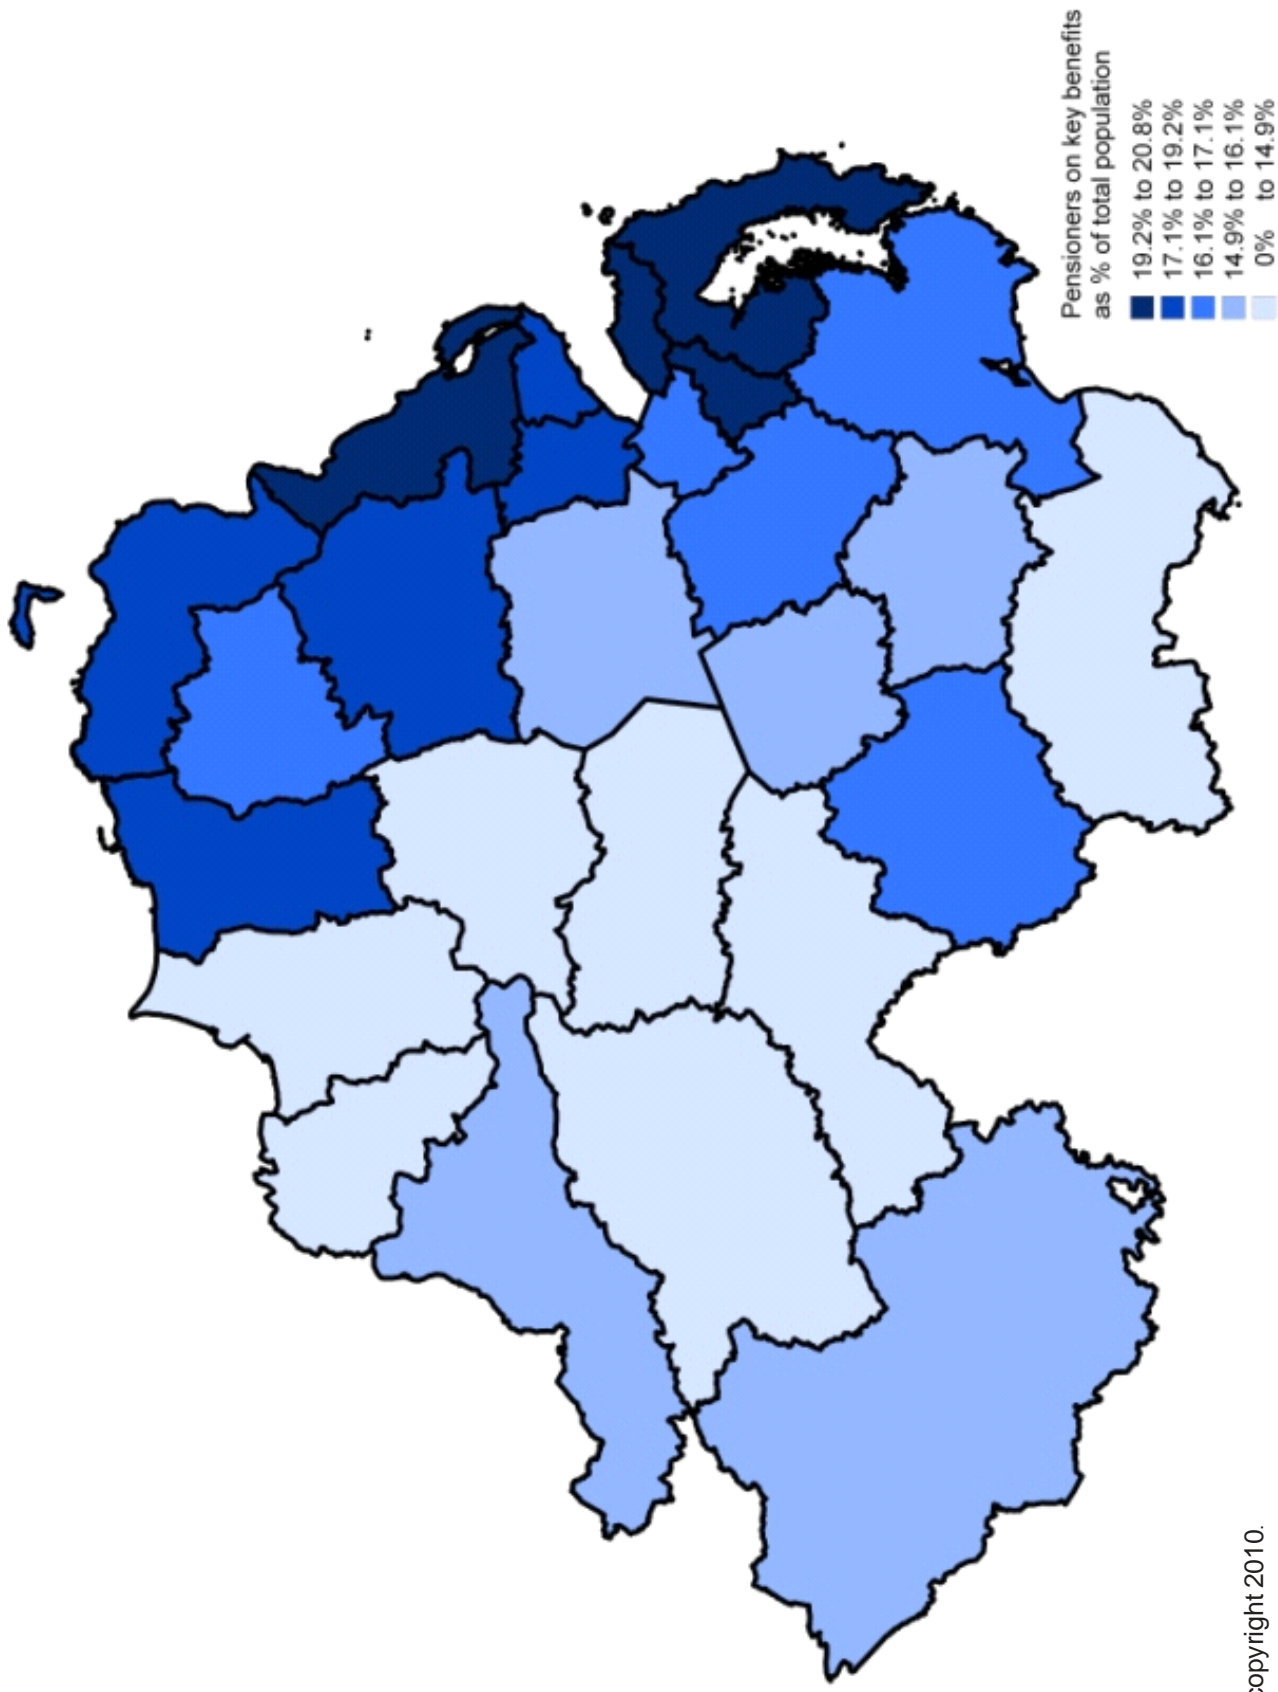 Pensioners on key benefits
as % of total population
19.2% to 20.8%
17.1% to 19.2%
16.1% to 17.1%
14.9% to 16.1%
0% to 14.9%
copyright 2010.